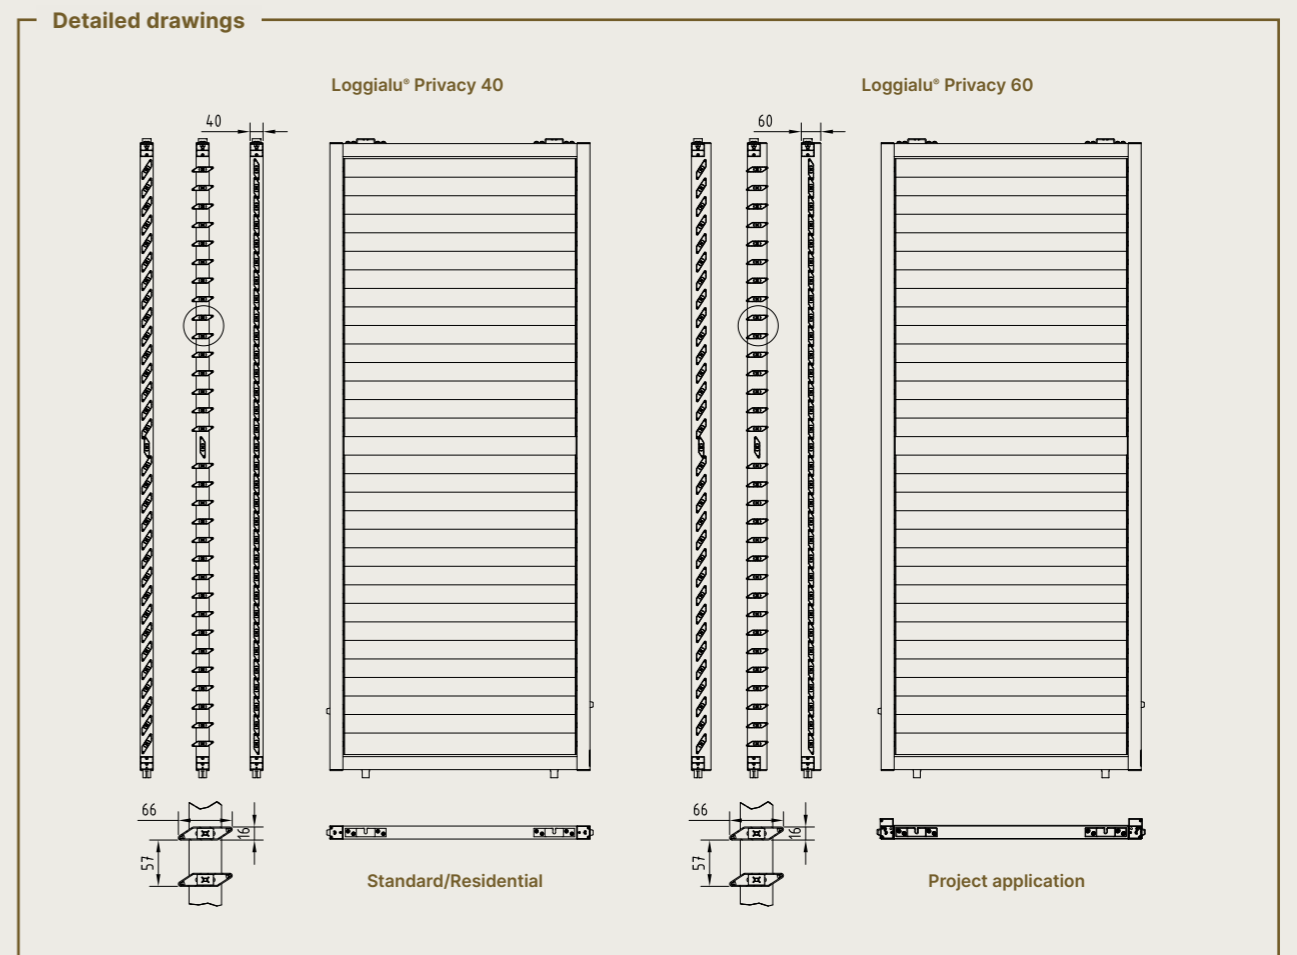 Detailed drawings
Loggialu® Privacy 40
Loggialu® Privacy 60
40
60
66
16
57
66
16
57
Standard/Residential
Project application